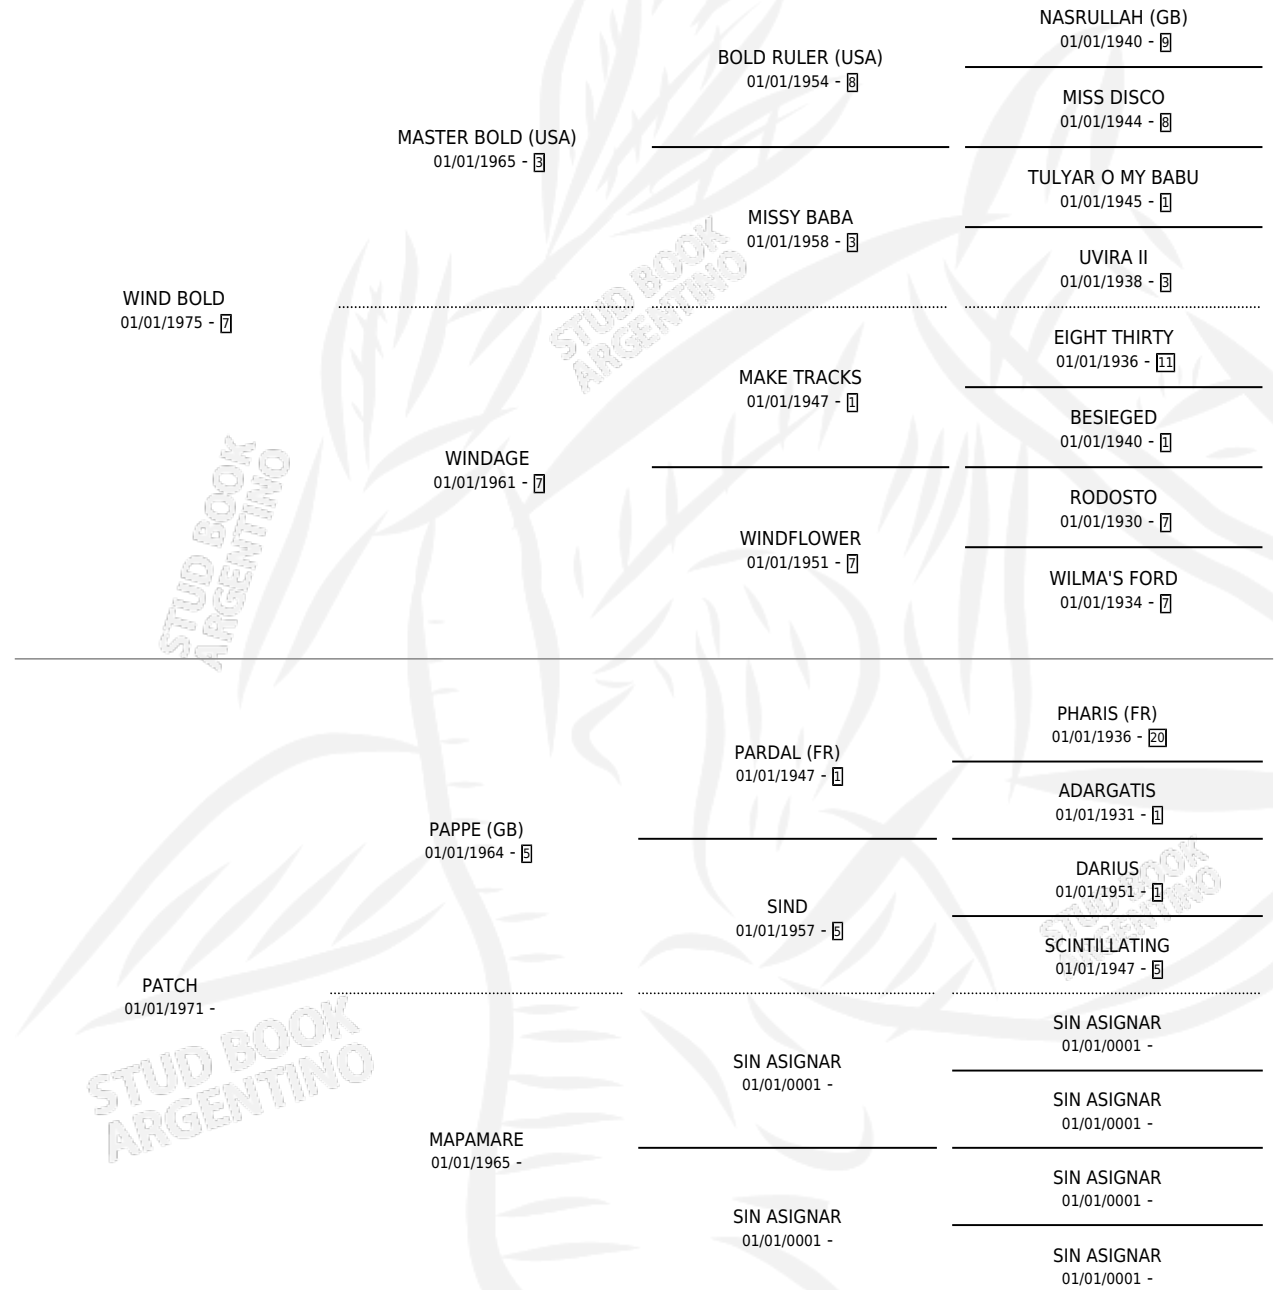 NASRULLAH (GB)
01/01/1940 - 9
BOLD RULER (USA)
01/01/1954 - 8
MISS DISCO
01/01/1944 - 8
MASTER BOLD (USA)
01/01/1965 - 3
TULYAR O MY BABU
01/01/1945 - 1
MISSY BABA
01/01/1958 - 3
UVIRA II
01/01/1938 - 3
WIND BOLD
01/01/1975 - 7
EIGHT THIRTY
01/01/1936 - 11
MAKE TRACKS
01/01/1947 - 1
BESIEGED
01/01/1940 - 1
WINDAGE
01/01/1961 - 7
RODOSTO
01/01/1930 - 7
WINDFLOWER
01/01/1951 - 7
WILMA'S FORD
01/01/1934 - 7
STUD BOOK
ARGENTINO
STUD BOOK
ARGENTINO
PHARIS (FR)
01/01/1936 - 20
PARDAL (FR)
01/01/1947 - 1
ADARGATIS
01/01/1931 - 1
PAPPE (GB)
01/01/1964 - 5
DARIUS
01/01/1951 - 1
SIND
01/01/1957 - 5
SCINTILLATING
01/01/1947 - 5
PATCH
01/01/1971 -
SIN ASIGNAR
01/01/0001 -
SIN ASIGNAR
01/01/0001 -
SIN ASIGNAR
01/01/0001 -
MAPAMARE
01/01/1965 -
SIN ASIGNAR
01/01/0001 -
SIN ASIGNAR
01/01/0001 -
SIN ASIGNAR
01/01/0001 -
STUD BOOK
ARGENTINO
STUD BOOK
ARGENTINO